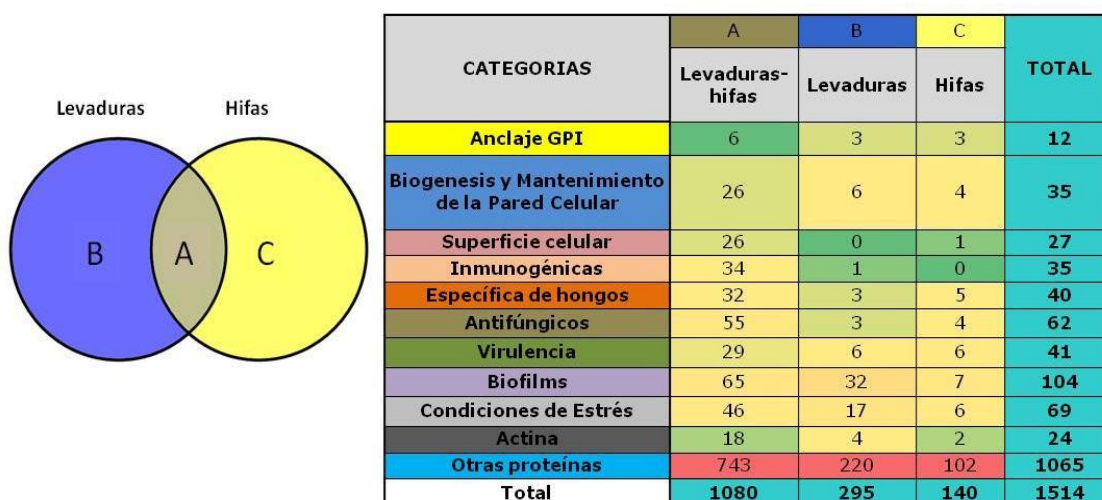 Levaduras Hifas
B A C
A B C
CATEGORIAS Levaduras- Levaduras Hifas TOTAL
hifas
Anclaje GPI 6 3 3 12
Biogenesis y Mantenimiento
de la Pared Celular 26 6 4 35
Superficie celular 26 0 1 27
Inmunogénicas 34 1 0 35
Específica de hongos 32 3 5 40
Antifúngicos 55 3 4 62
Virulencia 29 6 6 41
Biofilms 65 32 7 104
Condiciones de Estrés 46 17 6 69
Actina 18 4 2 24
Otras proteínas 743 220 102 1065
Total 1080 295 140 1514